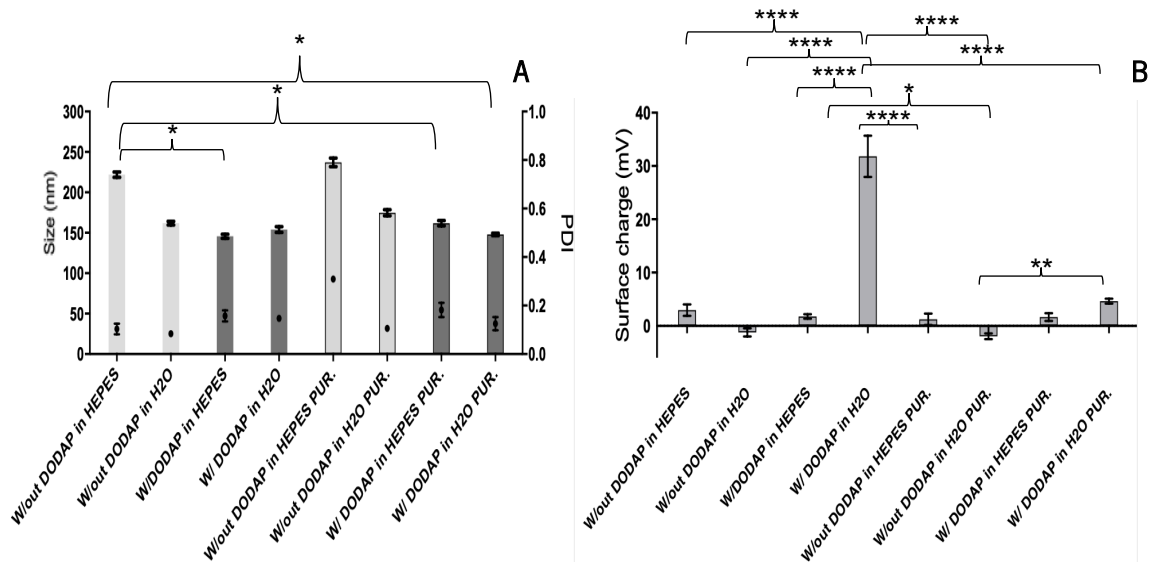 *
A
*
*
300
250
200
150
100
50
0
Size (nm)
1.0
0.8
0.6
0.4
0.2
0.0
PDI
W/out DODAP in HEPES
W/out DODAP in H2O
W/DODAP in HEPES
W/ DODAP in H2O
W/out DODAP in HEPES PUR.
W/out DODAP in H2O PUR.
W/ DODAP in HEPES PUR.
W/ DODAP in H2O PUR.
B
****
****
****
****
****
*
****
**
40
30
20
10
0
Surface charge (mV)
W/out DODAP in HEPES
W/out DODAP in H2O
W/DODAP in HEPES
W/ DODAP in H2O
W/out DODAP in HEPES PUR.
W/out DODAP in H2O PUR.
W/ DODAP in HEPES PUR.
W/ DODAP in H2O PUR.